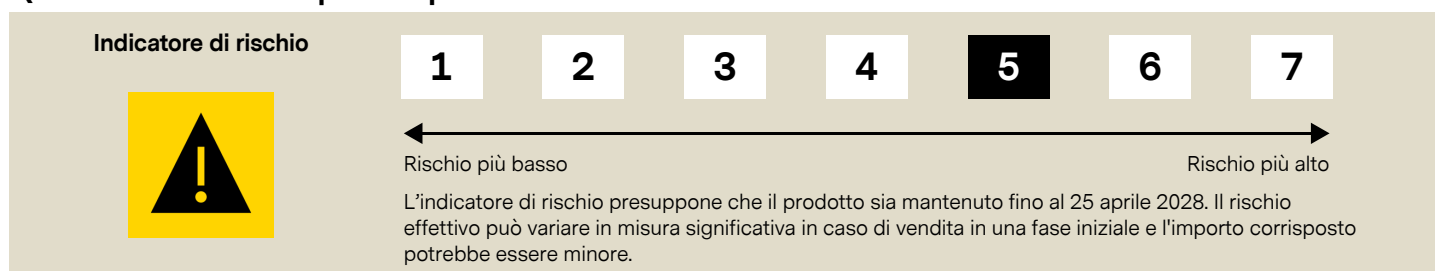 Indicatore di rischio
1 2 3 4 5 6 7
Rischio più basso Rischio più alto
L'indicatore di rischio presuppone che il prodotto sia mantenuto fino al 25 aprile 2028. Il rischio
effettivo può variare in misura significativa in caso di vendita in una fase iniziale e l'importo corrisposto
potrebbe essere minore.